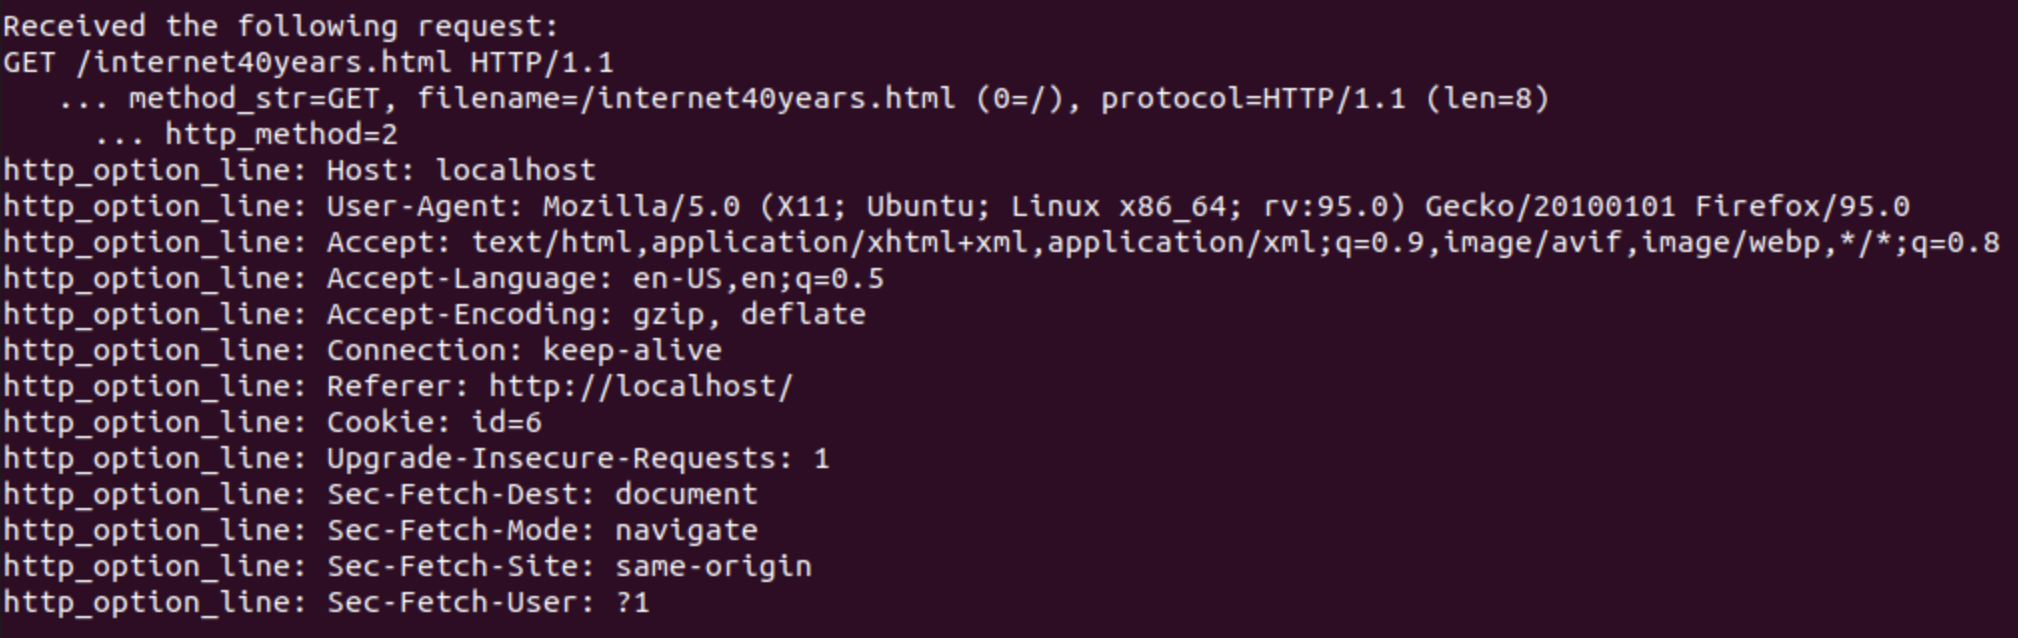 Received the following request:
GET /internet40years.html HTTP/1.1
... method_str=GET, filename=/internet40years.html (0=/), protocol=HTTP/1.1 (len=8)
... http_method=2
http_option_line: Host: localhost
http_option_line: User-Agent: Mozilla/5.0 (X11; Ubuntu; Linux x86_64; rv:95.0) Gecko/20100101 Firefox/95.0
http_option_line: Accept: text/html,application/xhtml+xml,application/xml;q=0.9,image/avif,image/webp,*/*;q=0.8
http_option_line: Accept-Language: en-US,en;q=0.5
http_option_line: Accept-Encoding: gzip, deflate
http_option_line: Connection: keep-alive
http_option_line: Referer: http://localhost/
http_option_line: Cookie: id=6
http_option_line: Upgrade-Insecure-Requests: 1
http_option_line: Sec-Fetch-Dest: document
http_option_line: Sec-Fetch-Mode: navigate
http_option_line: Sec-Fetch-Site: same-origin
http_option_line: Sec-Fetch-User: ?1